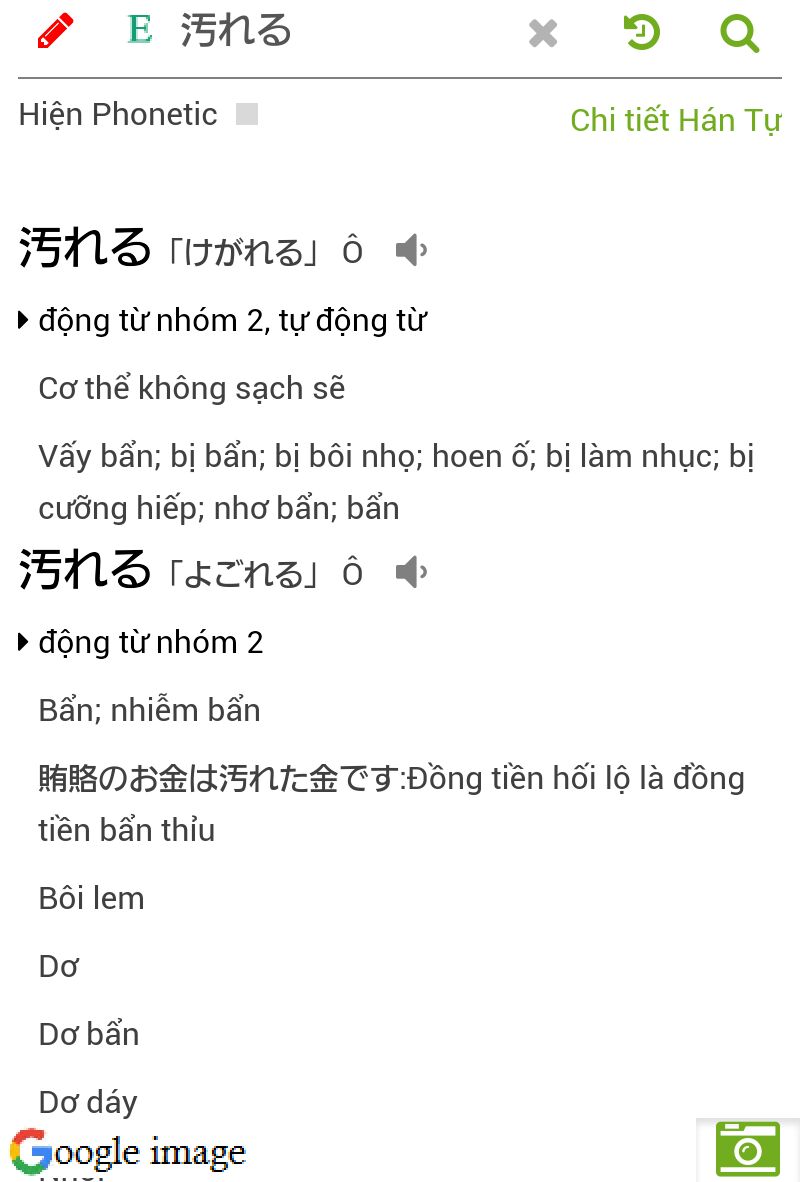 E 汚れる
Hiện Phonetic
Chi tiết Hán Tự
汚れる「けがれる」 Ô
động từ nhóm 2, tự động từ
Cơ thể không sạch sẽ
Vấy bẩn; bị bẩn; bị bôi nhọ; hoen ố; bị làm nhục; bị
cưỡng hiếp; nhơ bẩn; bẩn
汚れる「よごれる」 Ô
động từ nhóm 2
Bẩn; nhiễm bẩn
賄賂のお金は汚れた金です:Đồng tiền hối lộ là đồng
tiền bẩn thỉu
Bôi lem
Dơ
Dơ bẩn
Dơ dáy
Google image